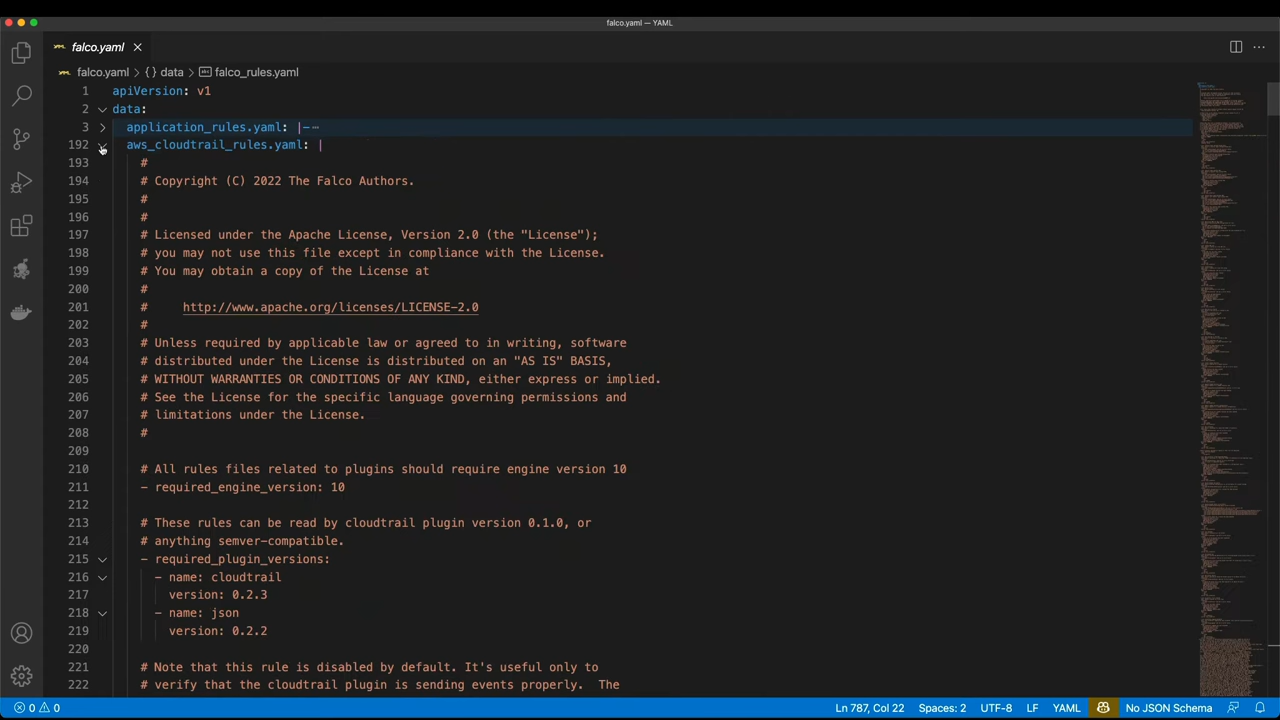 falco.yaml — YAML
falco.yaml
falco.yaml > {} data > falco_rules.yaml
1 apiVersion: v1
2 data:
3 application_rules.yaml: |- ···
192 aws_cloudtrail_rules.yaml: |
193 #
194 # Copyright (C) 2022 The Falco Authors.
195 #
196 #
197 # Licensed under the Apache License, Version 2.0 (the "License");
198 # you may not use this file except in compliance with the License.
199 # You may obtain a copy of the License at
200 #
201 #     http://www.apache.org/licenses/LICENSE-2.0
202 #
203 # Unless required by applicable law or agreed to in writing, software
204 # distributed under the License is distributed on an "AS IS" BASIS,
205 # WITHOUT WARRANTIES OR CONDITIONS OF ANY KIND, either express or implied.
206 # See the License for the specific language governing permissions and
207 # limitations under the License.
208 #
209
210 # All rules files related to plugins should require engine version 10
211 - required_engine_version: 10
212
213 # These rules can be read by cloudtrail plugin version 0.1.0, or
214 # anything semver-compatible.
215 - required_plugin_versions:
216 - name: cloudtrail
217 version: 0.2.3
218 - name: json
219 version: 0.2.2
220
221 # Note that this rule is disabled by default. It's useful only to
222 # verify that the cloudtrail plugin is sending events properly.  The
0 0 Ln 787, Col 22 Spaces: 2 UTF-8 LF YAML No JSON Schema